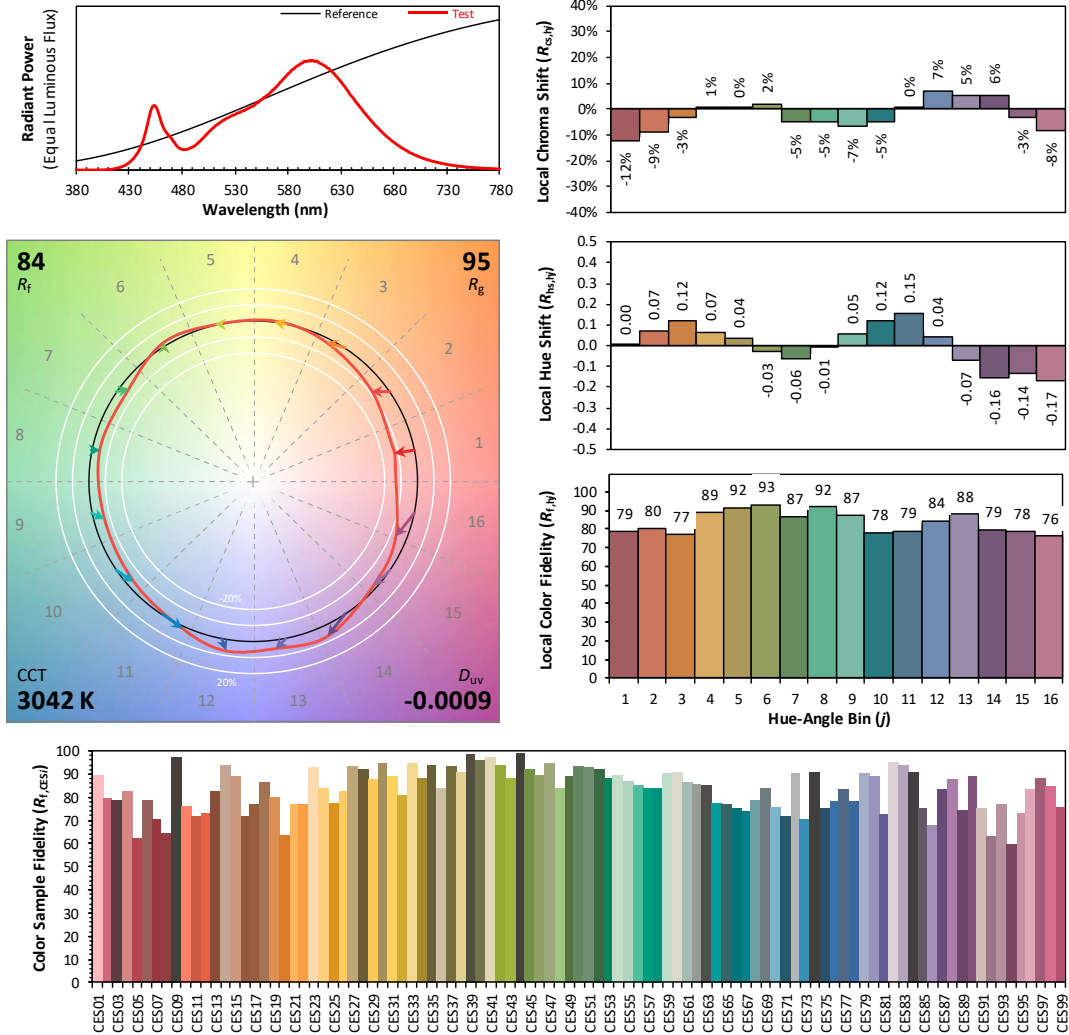 Reference Test
Radiant Power
(Equal Luminous Flux)
380 430 480 530 580 630 680 730 780
Wavelength (nm)
Local Chroma Shift (Rcs,hj)
40%
30%
20%
10%
0%
-10%
-20%
-30%
-40%
-12% -9% -3% 1% 0% 2% -5% -5% -7% -5% 0% 7% 5% 6% -3% -8%
84
Rf
95
Rg
1 2 3 4 5 6 7 8 9 10 11 12 13 14 15 16
-20%
20%
CCT
3042 K
Duv
-0.0009
Local Hue Shift (Rhs,hj)
0.5
0.4
0.3
0.2
0.1
0.0
-0.1
-0.2
-0.3
-0.4
-0.5
0.00 0.07 0.12 0.07 0.04 -0.03 -0.06 -0.01 0.05 0.12 0.15 0.04 -0.07 -0.16 -0.14 -0.17
Local Color Fidelity (Rf,hj)
100
90
80
70
60
50
40
30
20
10
0
79 80 77 89 92 93 87 92 87 78 79 84 88 79 78 76
1 2 3 4 5 6 7 8 9 10 11 12 13 14 15 16
Hue-Angle Bin (j)
Color Sample Fidelity (Rf,CESi)
100
90
80
70
60
50
40
30
20
10
0
CES01 CES03 CES05 CES07 CES09 CES11 CES13 CES15 CES17 CES19 CES21 CES23 CES25 CES27 CES29 CES31 CES33 CES35 CES37 CES39 CES41 CES43 CES45 CES47 CES49 CES51 CES53 CES55 CES57 CES59 CES61 CES63 CES65 CES67 CES69 CES71 CES73 CES75 CES77 CES79 CES81 CES83 CES85 CES87 CES89 CES91 CES93 CES95 CES97 CES99